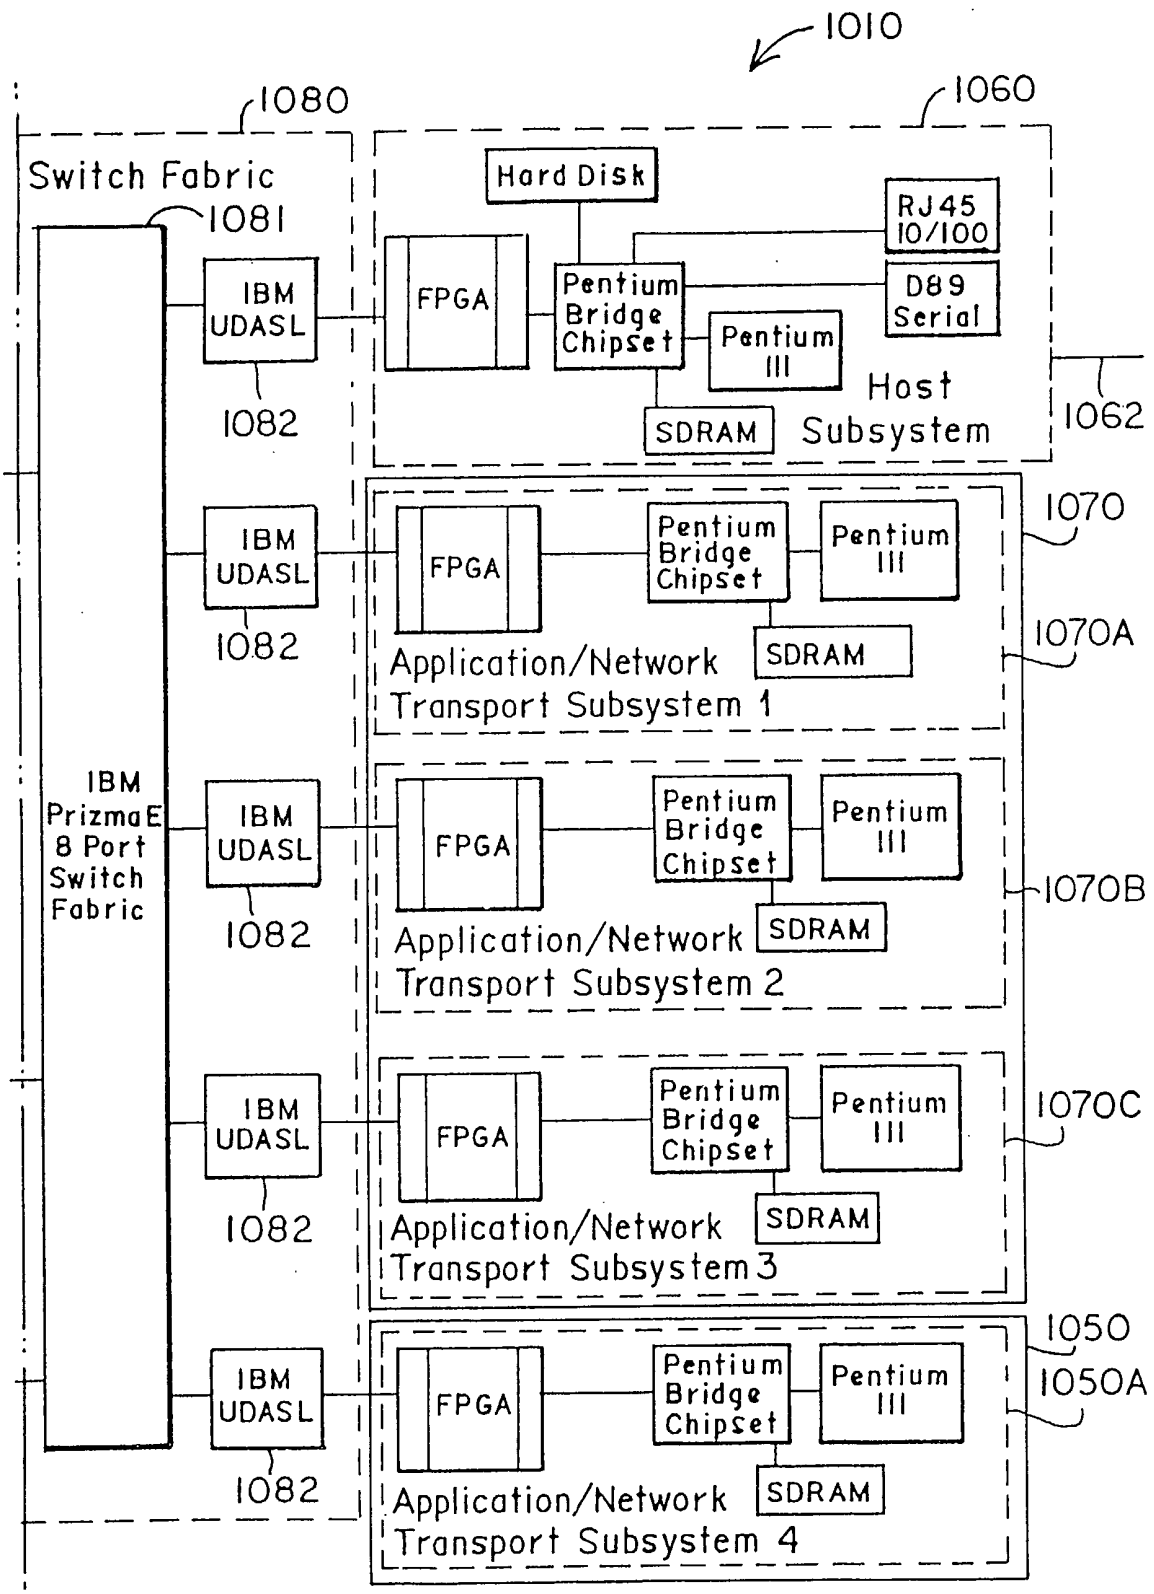 1010
1080
1060
Switch Fabric
1081
Hard Disk
RJ45
10/100
IBM
UDASL
FPGA
Pentium
Bridge
Chipset
D89
Serial
Pentium
III
1082
SDRAM
Host
Subsystem
1062
IBM
UDASL
FPGA
Pentium
Bridge
Chipset
Pentium
III
1070
1082
SDRAM
1070A
Application/Network
Transport Subsystem 1
IBM
PrizmaE
8 Port
Switch
Fabric
IBM
UDASL
FPGA
Pentium
Bridge
Chipset
Pentium
III
1070B
1082
SDRAM
Application/Network
Transport Subsystem 2
IBM
UDASL
FPGA
Pentium
Bridge
Chipset
Pentium
III
1070C
1082
SDRAM
Application/Network
Transport Subsystem 3
1050
IBM
UDASL
FPGA
Pentium
Bridge
Chipset
Pentium
III
1050A
1082
SDRAM
Application/Network
Transport Subsystem 4